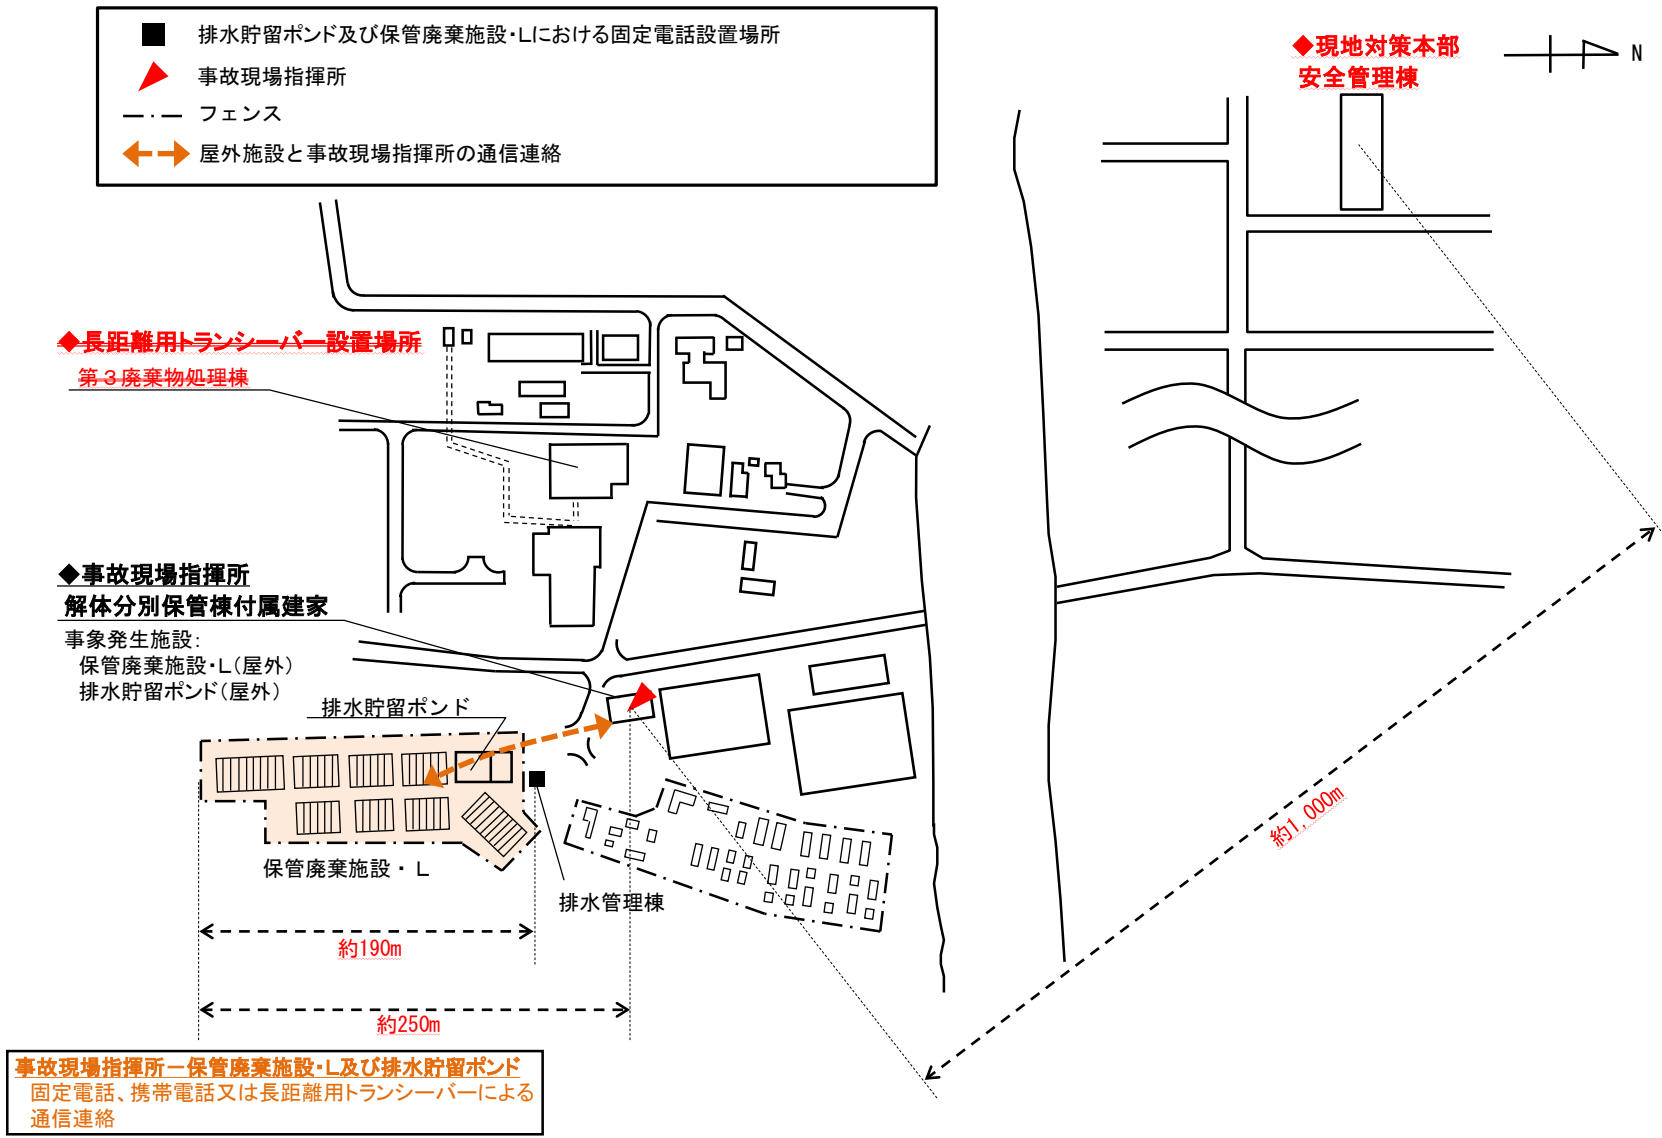 排水貯留ポンド及び保管廃棄施設・Lにおける固定電話設置場所
事故現場指揮所
フェンス
屋外施設と事故現場指揮所の通信連絡
◆現地対策本部
安全管理棟
N
◆長距離用トランシーバー設置場所
第３廃棄物処理棟
◆事故現場指揮所
解体分別保管棟付属建家
事象発生施設：
保管廃棄施設・L（屋外）
排水貯留ポンド（屋外）
排水貯留ポンド
保管廃棄施設・L
排水管理棟
約190m
約250m
約1,000m
事故現場指揮所－保管廃棄施設・L及び排水貯留ポンド
固定電話、携帯電話又は長距離用トランシーバーによる
通信連絡